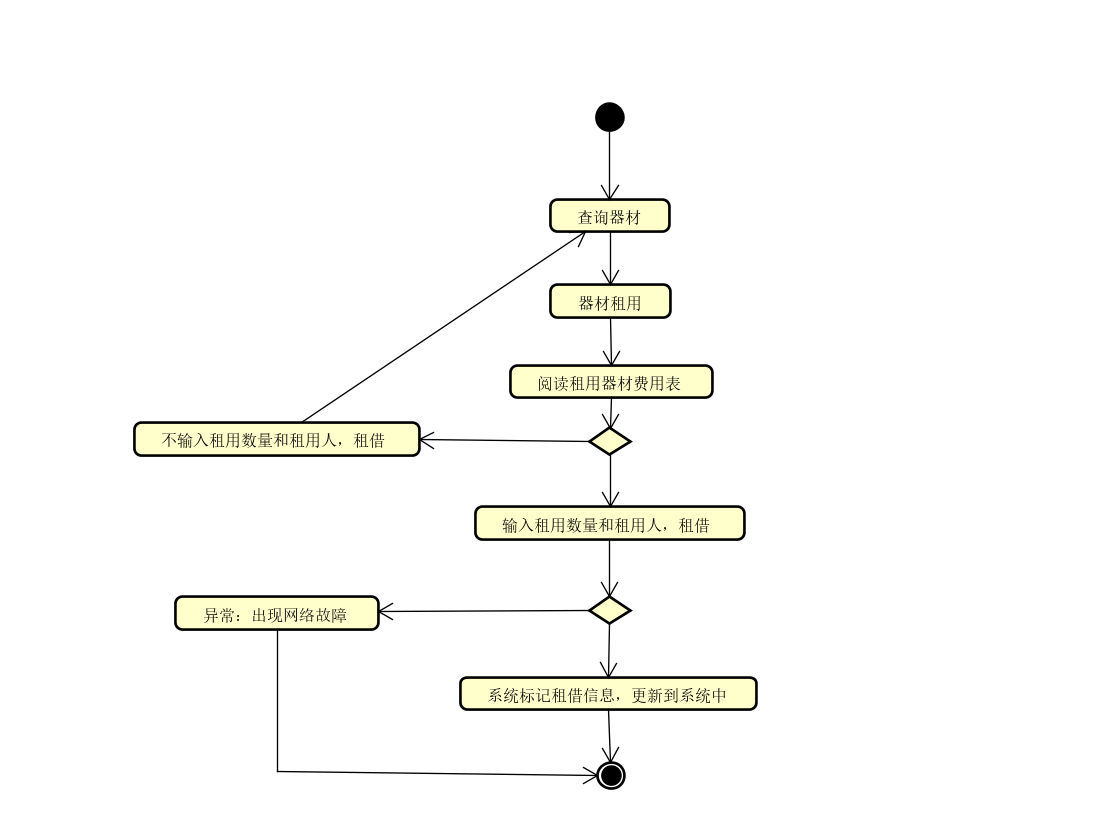 查询器材
器材租用
阅读租用器材费用表
不输入租用数量和租用人，租借
输入租用数量和租用人，租借
异常：出现网络故障
系统标记租借信息，更新到系统中